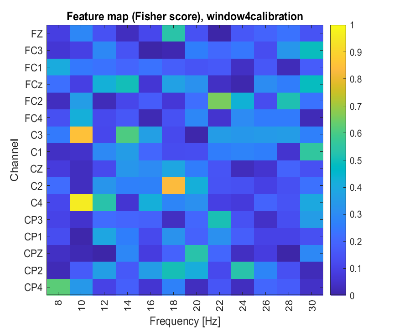 Feature map (Fisher score), window4calibration
FZ
FC3
FC1
FCz
FC2
FC4
C3
C1
CZ
C2
C4
CP3
CP1
CPZ
CP2
CP4
Channel
8 10 12 14 16 18 20 22 24 26 28 30
Frequency [Hz]
1
0.9
0.8
0.7
0.6
0.5
0.4
0.3
0.2
0.1
0